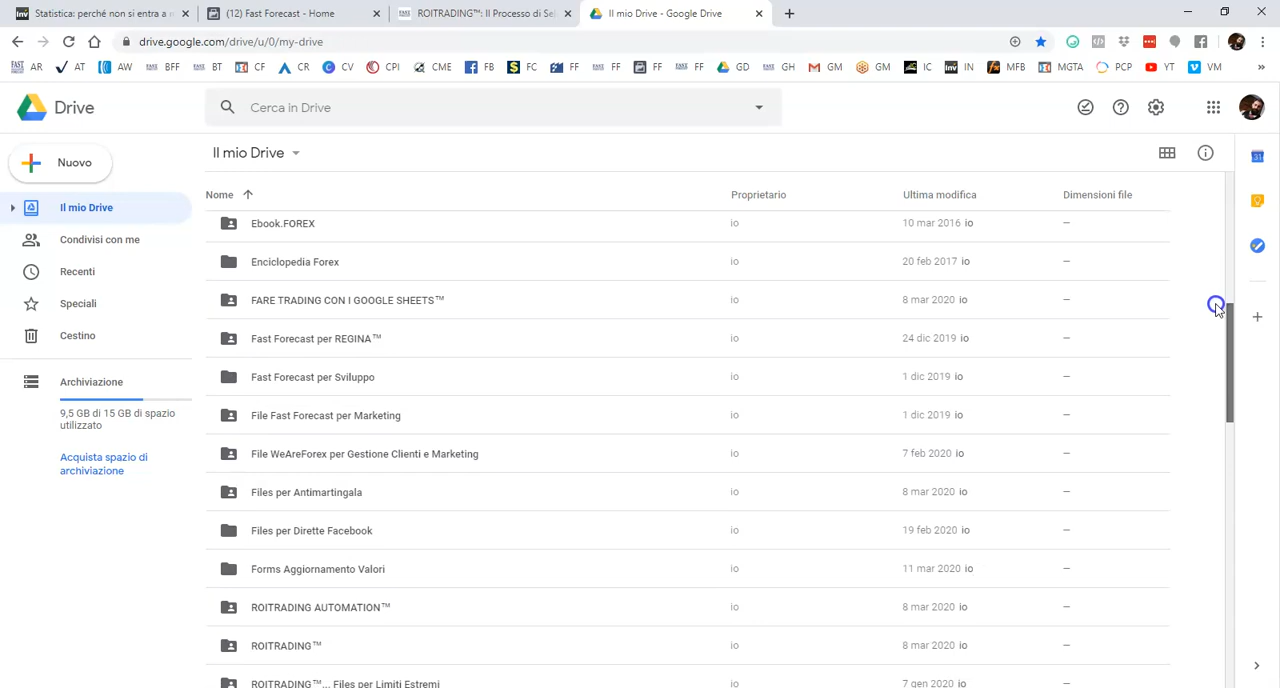 Statistica: perché non si entra a m
(12) Fast Forecast - Home
ROITRADING™: Il Processo di Sel
Il mio Drive - Google Drive
drive.google.com/drive/u/0/my-drive
AR AT AW BFF BT CF CR CV CPI CME FB FC FF FF FF FF GD GH GM GM IC IN MFB MGTA PCP YT VM »
Drive
Cerca in Drive
Nuovo
Il mio Drive
Il mio Drive
Condivisi con me
Recenti
Speciali
Cestino
Archiviazione
9,5 GB di 15 GB di spazio
utilizzato
Acquista spazio di
archiviazione
Nome Proprietario Ultima modifica Dimensioni file
Ebook.FOREX io 10 mar 2016 io –
Enciclopedia Forex io 20 feb 2017 io –
FARE TRADING CON I GOOGLE SHEETS™ io 8 mar 2020 io –
Fast Forecast per REGINA™ io 24 dic 2019 io –
Fast Forecast per Sviluppo io 1 dic 2019 io –
File Fast Forecast per Marketing io 1 dic 2019 io –
File WeAreForex per Gestione Clienti e Marketing io 7 feb 2020 io –
Files per Antimartingala io 8 mar 2020 io –
Files per Dirette Facebook io 19 feb 2020 io –
Forms Aggiornamento Valori io 11 mar 2020 io –
ROITRADING AUTOMATION™ io 8 mar 2020 io –
ROITRADING™ io 8 mar 2020 io –
ROITRADING™... Files per Limiti Estremi io 7 gen 2020 io –